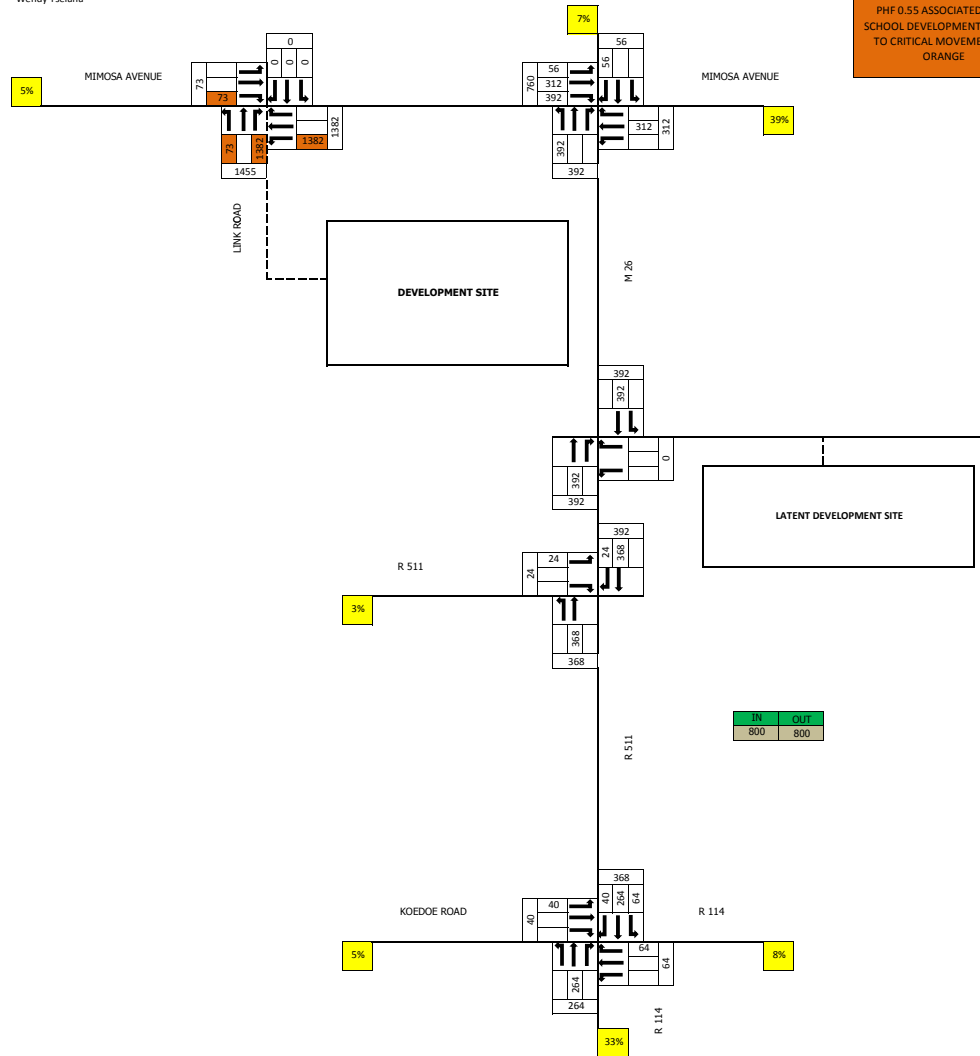 7%
PHF 0.55 ASSOCIATED
SCHOOL DEVELOPMENT
TO CRITICAL MOVEME
ORANGE
0
0 0 0
56
56
MIMOSA AVENUE
73
73
5%
760
56
312
392
MIMOSA AVENUE
39%
1382
1382
312
312
73
1382
1455
392
392
LINK ROAD
M 26
DEVELOPMENT SITE
392
392
0
392
392
LATENT DEVELOPMENT SITE
392
24
368
R 511
24
24
3%
368
368
IN OUT
800 800
R 511
368
40
264
64
KOEDOE ROAD
40
40
R 114
5%
64
64
8%
264
264
R 114
33%